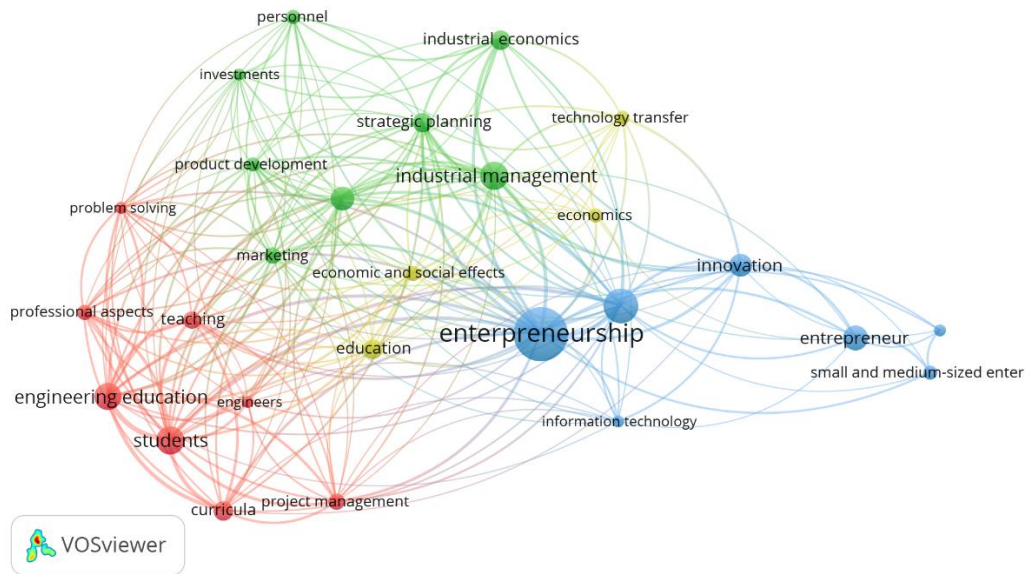 personnel
industrial economics
investments
strategic planning
technology transfer
product development
industrial management
problem solving
economics
marketing
economic and social effects
innovation
professional aspects
teaching
enterpreneurship
entrepreneur
education
small and medium-sized enter
engineering education
engineers
information technology
students
project management
curricula
VOSviewer